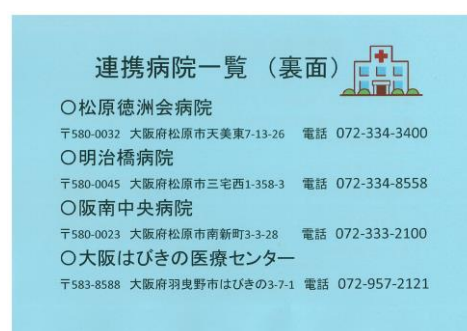 連携病院一覧 （裏面）
〇松原徳洲会病院
〒580-0032 大阪府松原市天美東7-13-26 電話 072-334-3400
〇明治橋病院
〒580-0045 大阪府松原市三宅西1-358-3 電話 072-334-8558
〇阪南中央病院
〒580-0023 大阪府松原市南新町3-3-28 電話 072-333-2100
〇大阪はびきの医療センター
〒583-8588 大阪府羽曳野市はびきの3-7-1 電話 072-957-2121